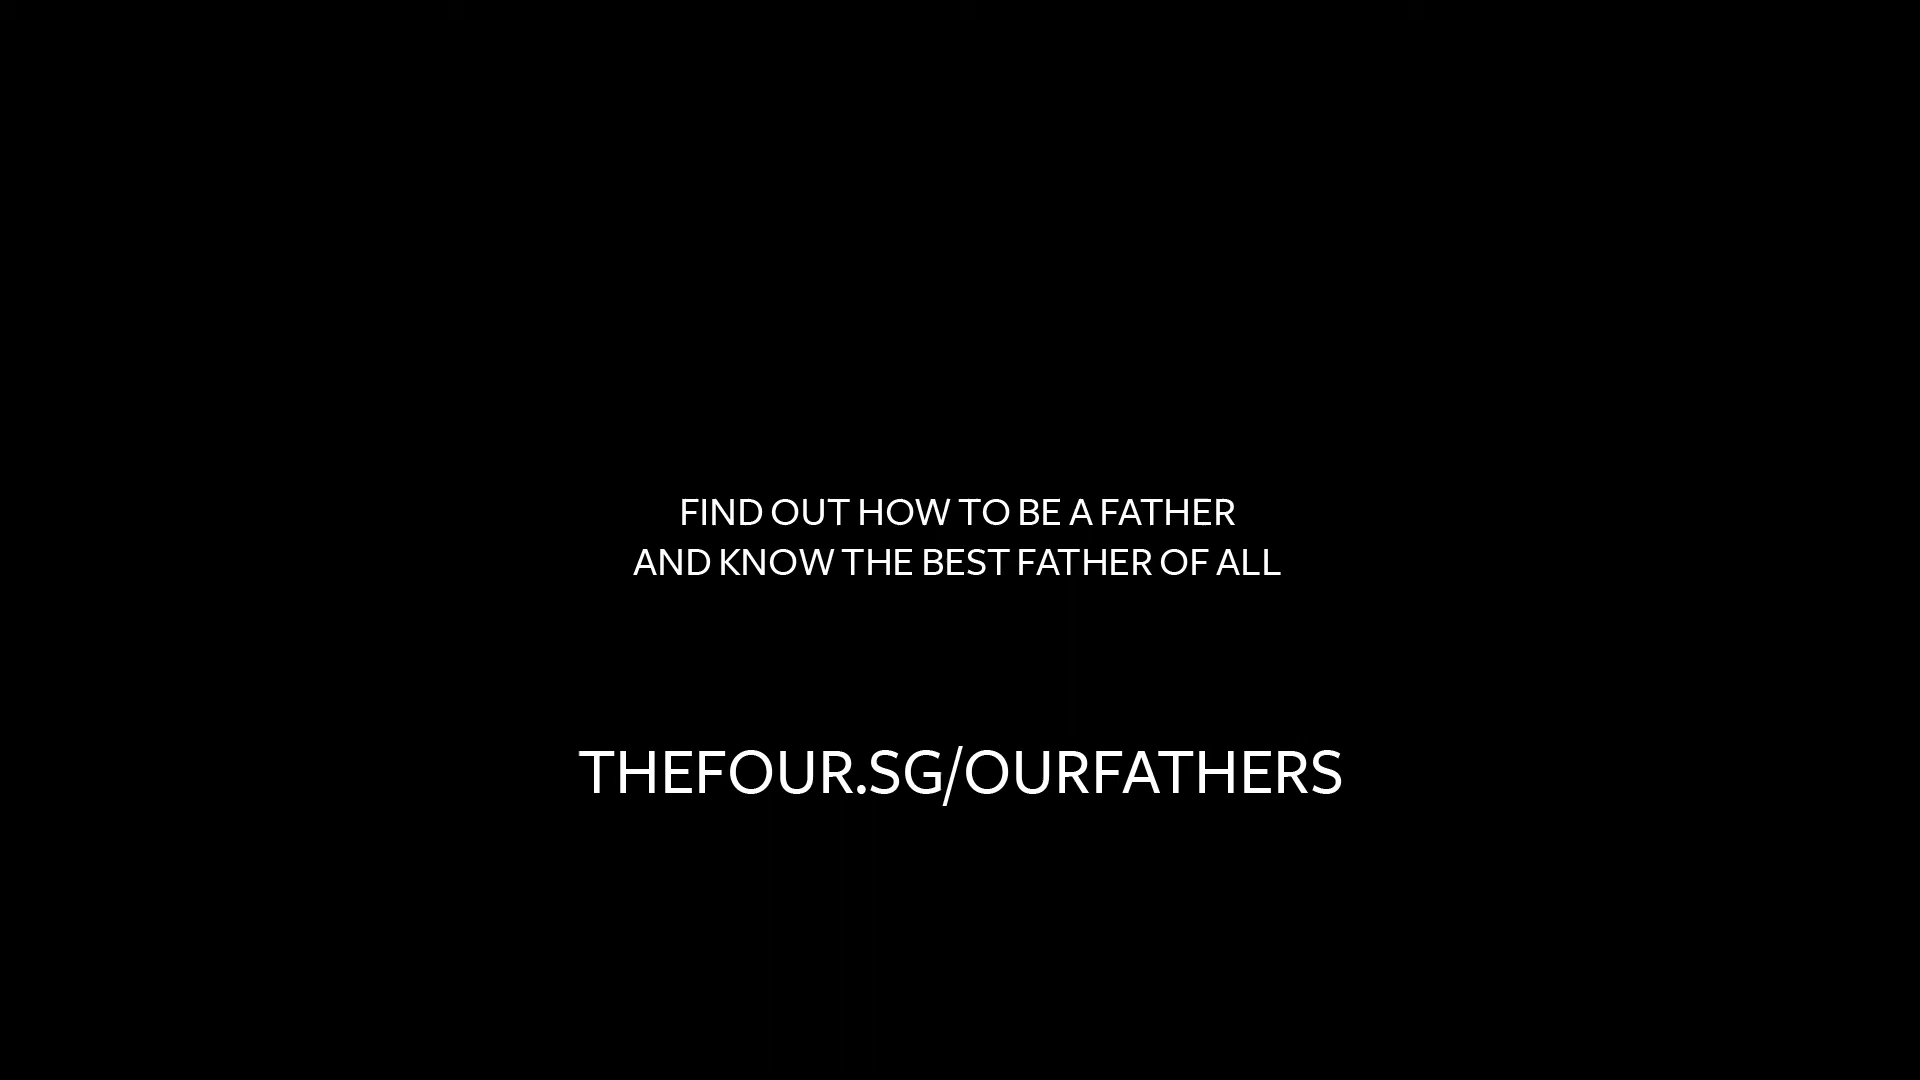 FIND OUT HOW TO BE A FATHER
AND KNOW THE BEST FATHER OF ALL
THEFOUR.SG/OURFATHERS